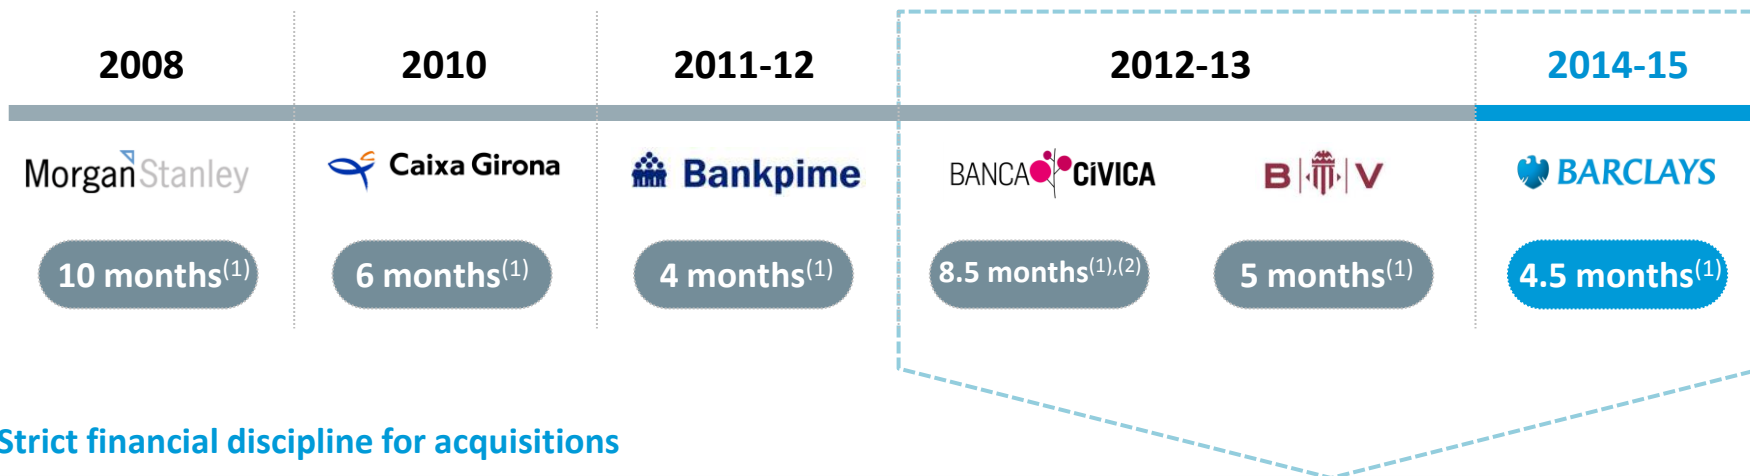 2008 2010 2011-12 2012-13 2014-15
Morgan Stanley Caixa Girona Bankpime BANCA CÍVICA B V BARCLAYS
10 months(1) 6 months(1) 4 months(1) 8.5 months(1),(2) 5 months(1) 4.5 months(1)
Strict financial discipline for acquisitions